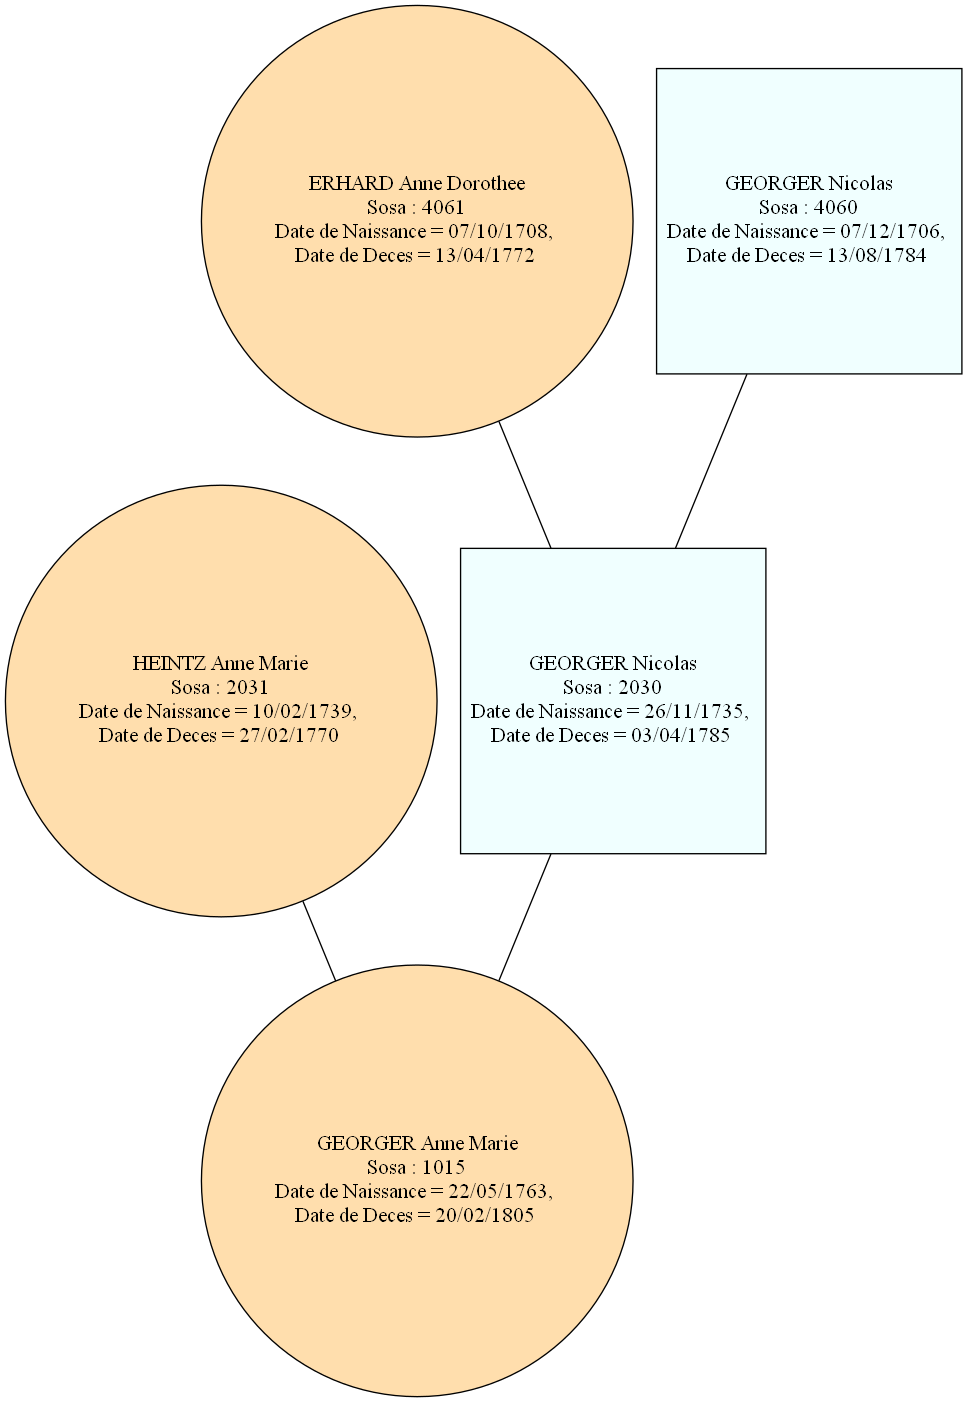 ERHARD Anne Dorothee
Sosa : 4061
Date de Naissance = 07/10/1708,
Date de Deces = 13/04/1772
GEORGER Nicolas
Sosa : 4060
Date de Naissance = 07/12/1706,
Date de Deces = 13/08/1784
HEINTZ Anne Marie
Sosa : 2031
Date de Naissance = 10/02/1739,
Date de Deces = 27/02/1770
GEORGER Nicolas
Sosa : 2030
Date de Naissance = 26/11/1735,
Date de Deces = 03/04/1785
GEORGER Anne Marie
Sosa : 1015
Date de Naissance = 22/05/1763,
Date de Deces = 20/02/1805